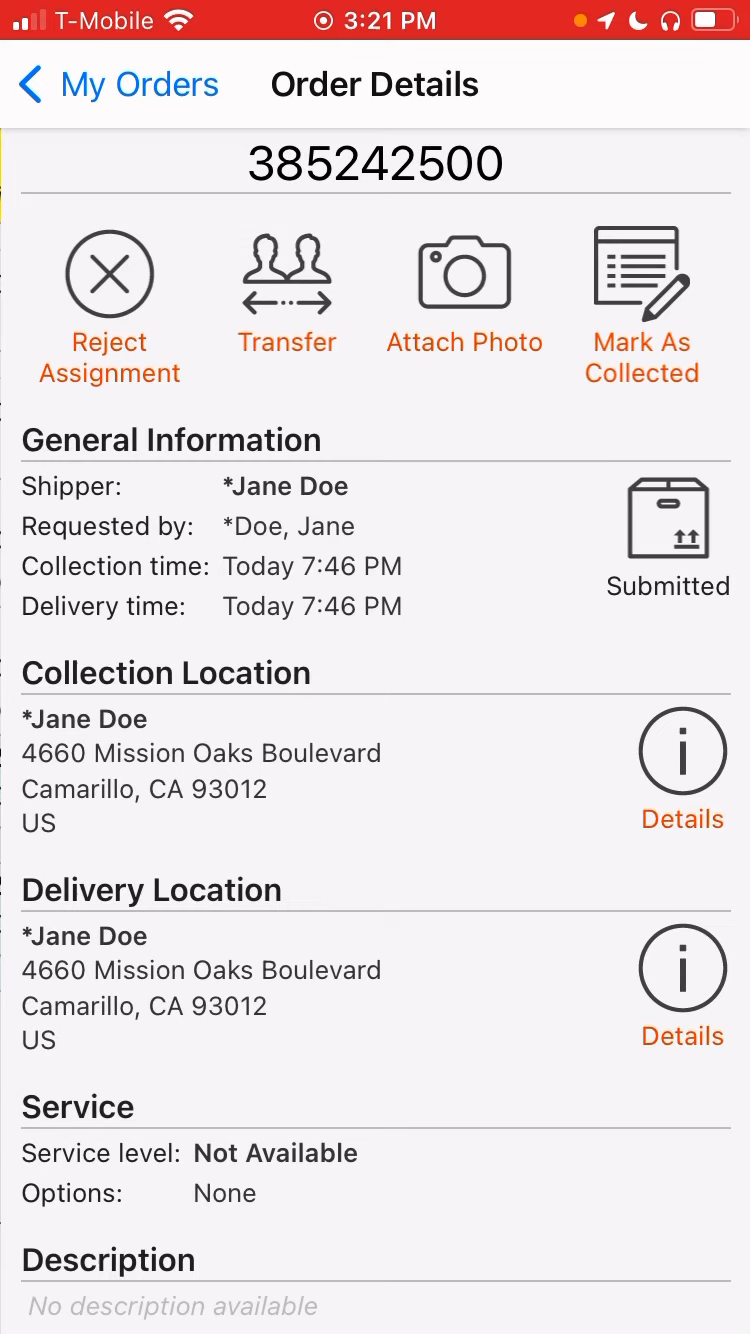 T-Mobile 3:21 PM
My Orders Order Details
385242500
Reject Assignment
Transfer
Attach Photo
Mark As Collected
General Information
Shipper: *Jane Doe
Requested by: *Doe, Jane
Collection time: Today 7:46 PM
Delivery time: Today 7:46 PM
Submitted
Collection Location
*Jane Doe
4660 Mission Oaks Boulevard
Camarillo, CA 93012
US
Details
Delivery Location
*Jane Doe
4660 Mission Oaks Boulevard
Camarillo, CA 93012
US
Details
Service
Service level: Not Available
Options: None
Description
No description available